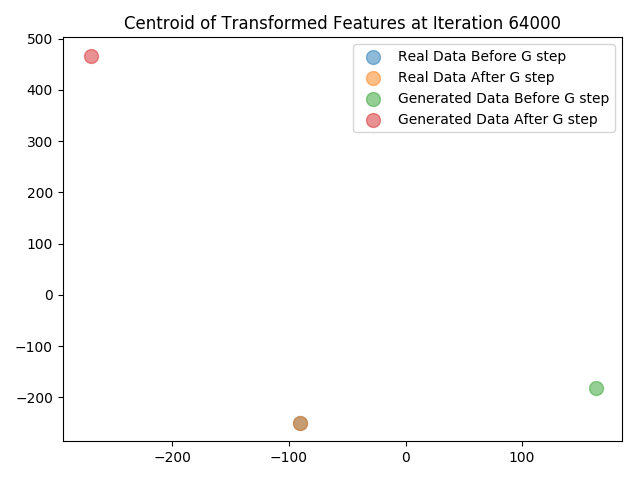 Centroid of Transformed Features at Iteration 64000
Real Data Before G step
Real Data After G step
Generated Data Before G step
Generated Data After G step
500
400
300
200
100
0
−100
−200
−200
−100
0
100